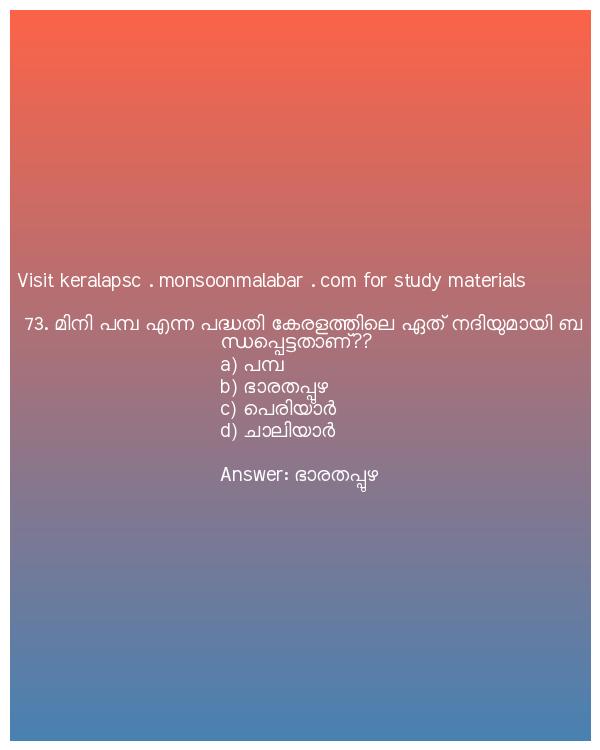 Visit keralapsc . monsoonmalabar . com for study materials
73. മിനി പമ്പ എന്ന പദ്ധതി കേരളത്തിലെ ഏത് നദിയുമായി ബ
ന്ധപ്പെട്ടതാണ്??
a) പമ്പ
b) ഭാരതപ്പുഴ
c) പെരിയാർ
d) ചാലിയാർ
Answer: ഭാരതപ്പുഴ